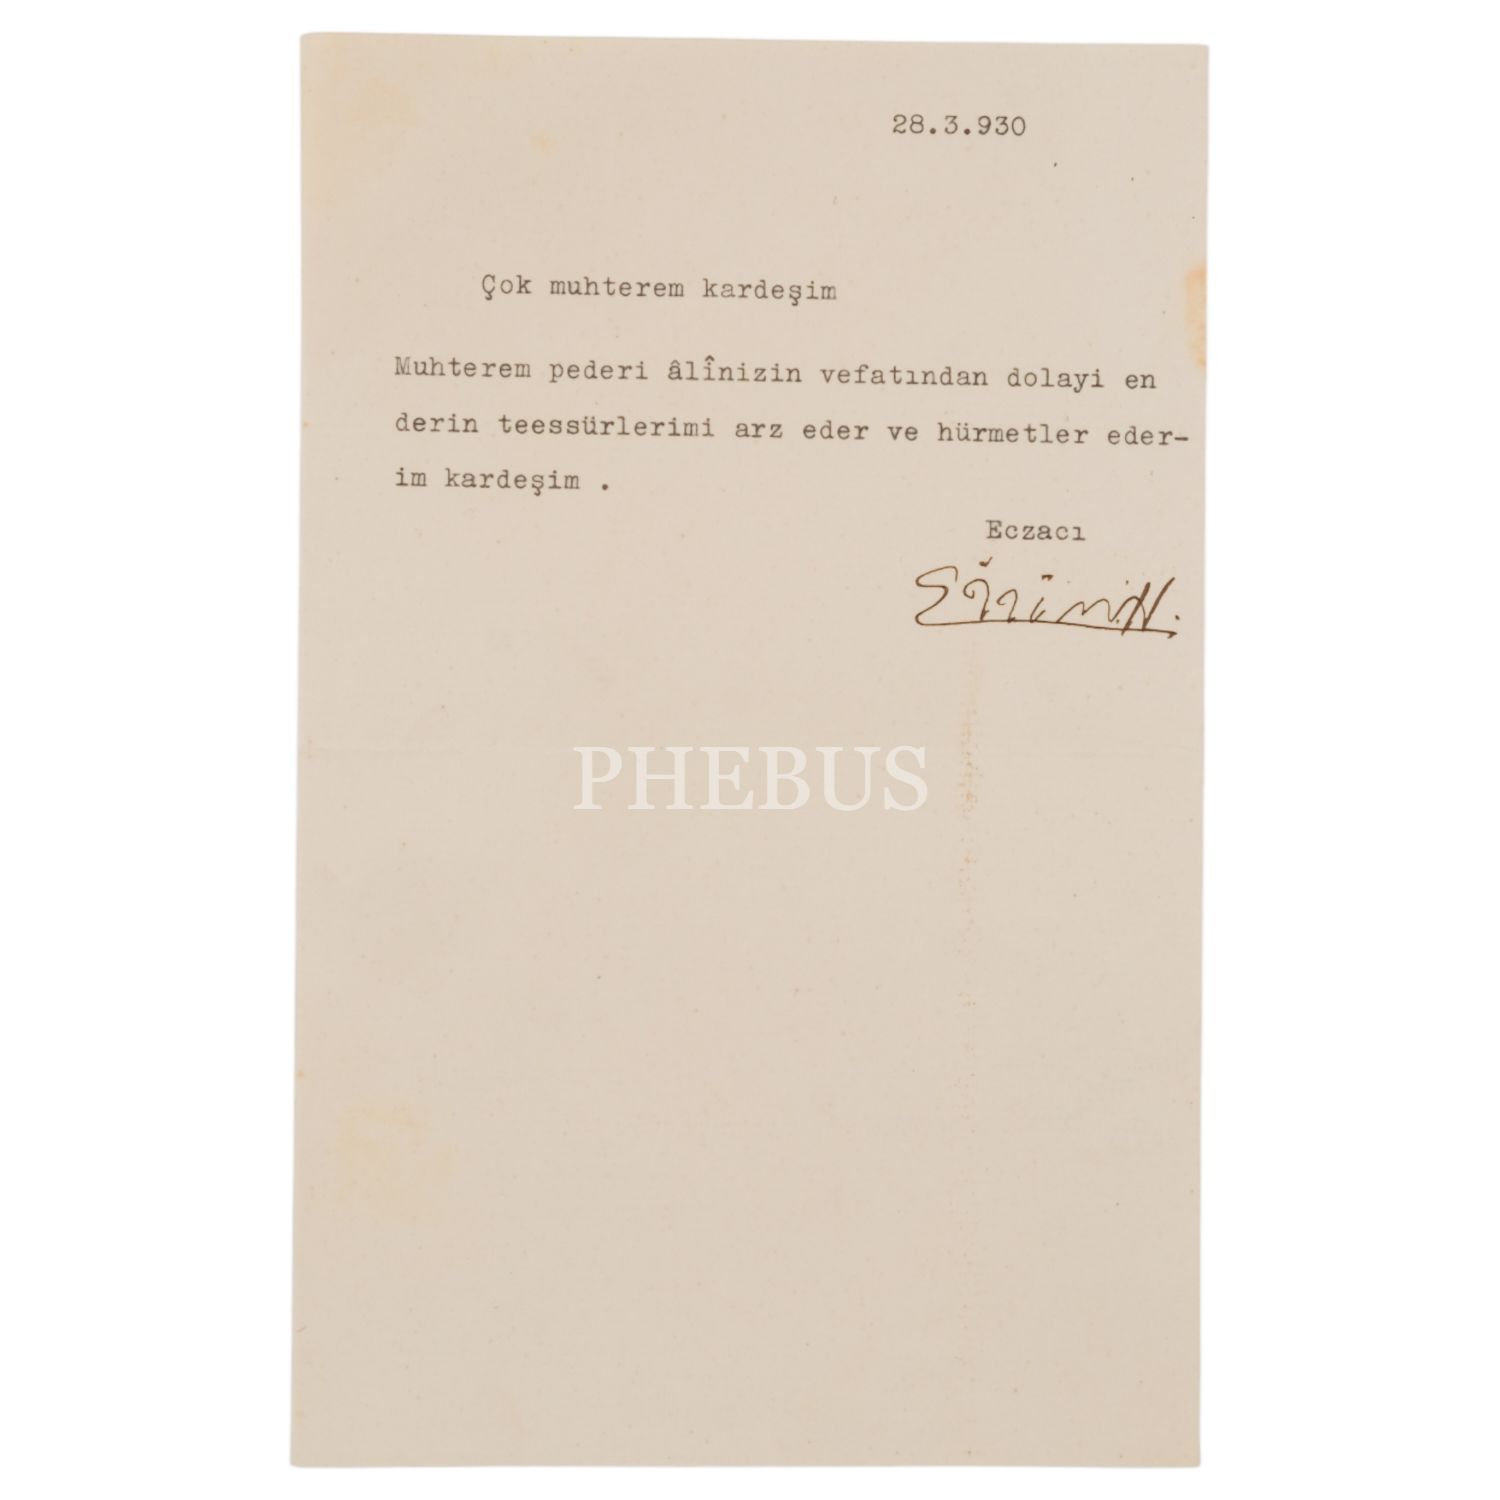 28.3.930
Çok muhterem kardeşim
Muhterem pederi âlînizin vefatından dolayi en
derin teessürlerimi arz eder ve hürmetler eder-
im kardeşim .
Eczacı
PHEBUS